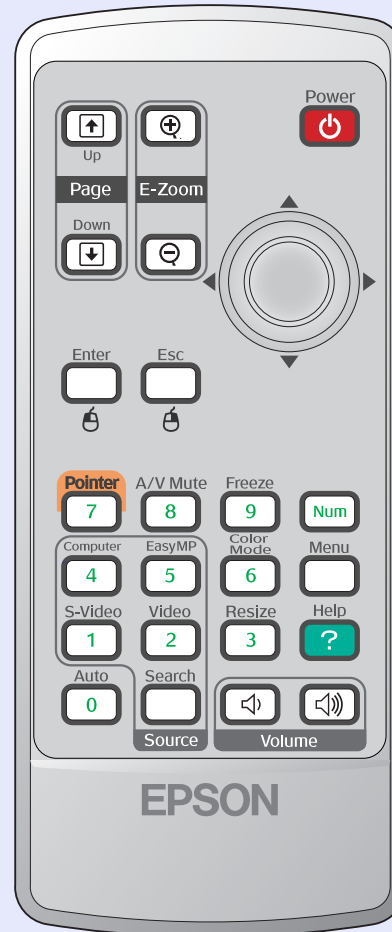 Power
Up
Page
E-Zoom
Down
Enter
Esc
Pointer
A/V Mute
Freeze
7
8
9
Num
Computer
EasyMP
Color
Mode
Menu
4
5
6
S-Video
Video
Resize
Help
1
2
3
?
Auto
Search
0
Source
Volume
EPSON